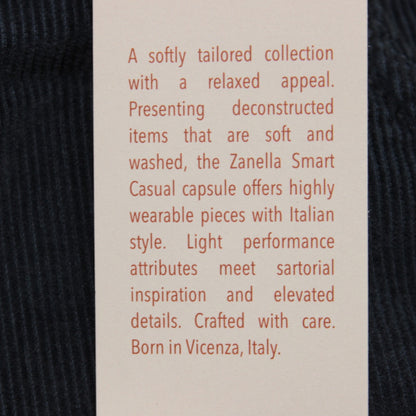 A softly tailored collection
with a relaxed appeal.
Presenting deconstructed
items that are soft and
washed, the Zanella Smart
Casual capsule offers highly
wearable pieces with Italian
style. Light performance
attributes meet sartorial
inspiration and elevated
details. Crafted with care.
Born in Vicenza, Italy.